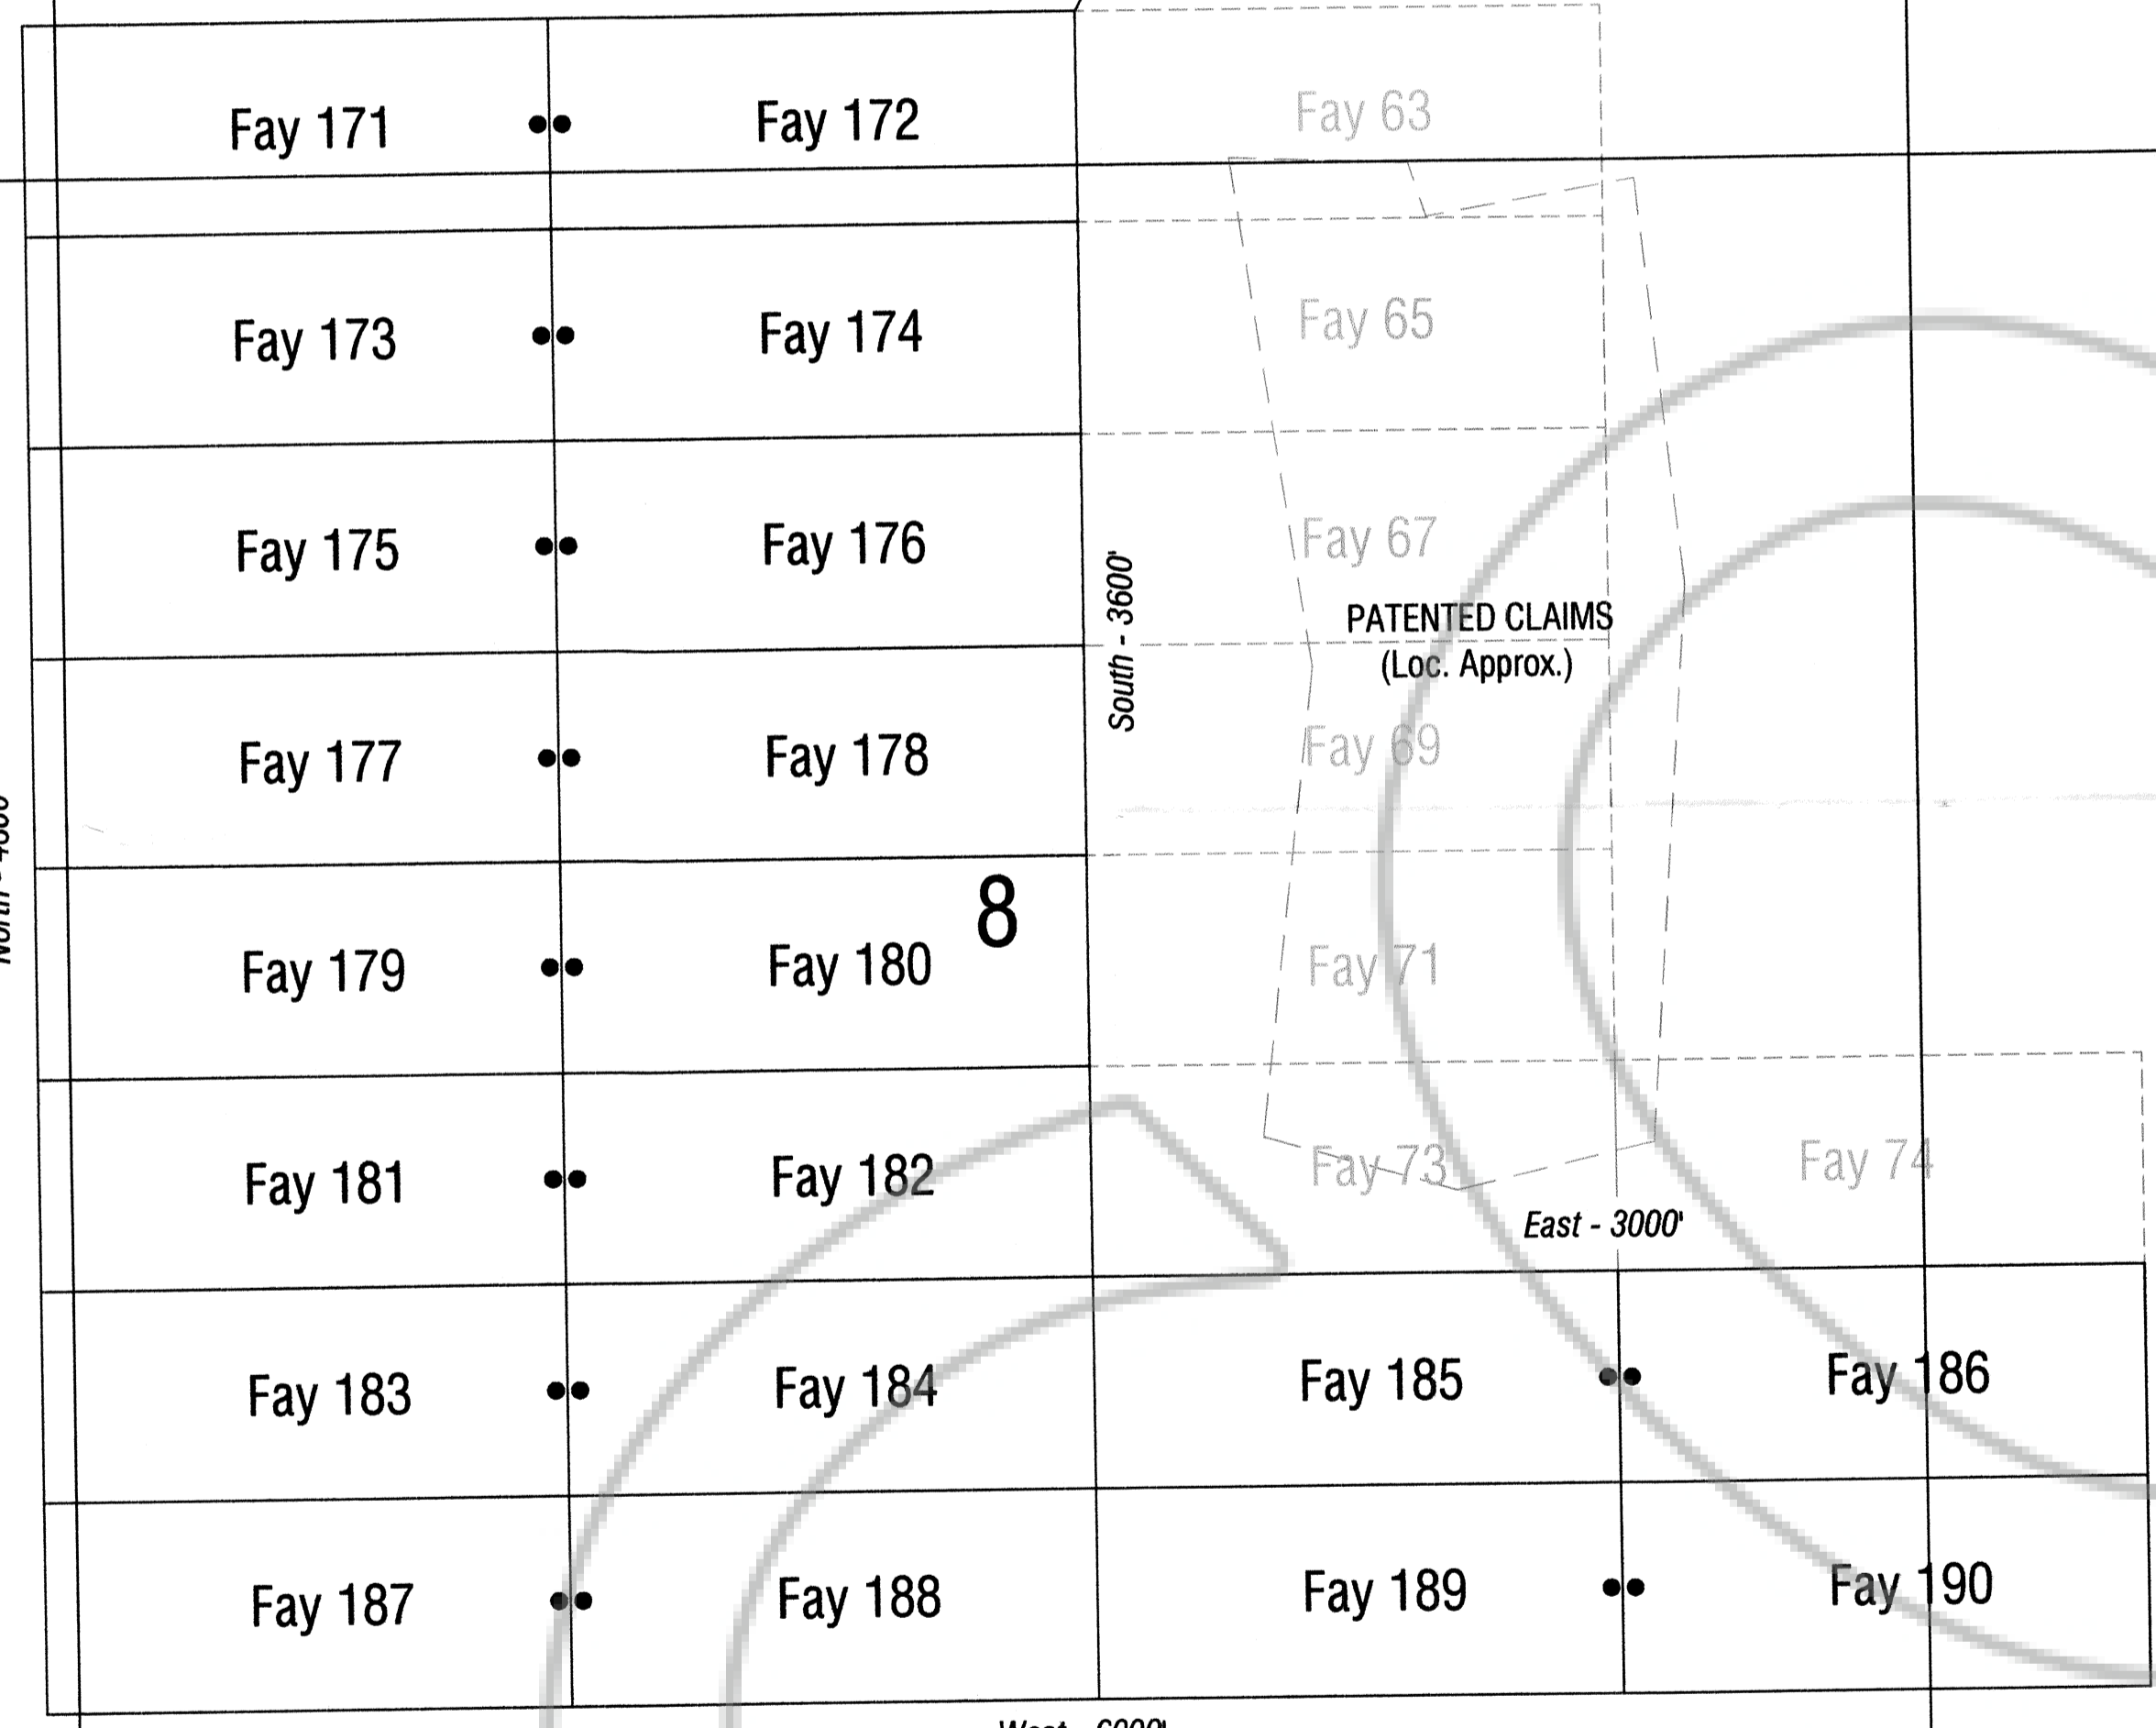 Fay 171
Fay 172
Fay 63
Fay 173
Fay 174
Fay 65
Fay 175
Fay 176
Fay 67
South - 3600'
PATENTED CLAIMS
(Loc. Approx.)
Fay 177
Fay 178
Fay 69
8
Fay 179
Fay 180
Fay 71
Fay 181
Fay 182
Fay 73
Fay 74
East - 3000'
Fay 183
Fay 184
Fay 185
Fay 186
Fay 187
Fay 188
Fay 189
Fay 190